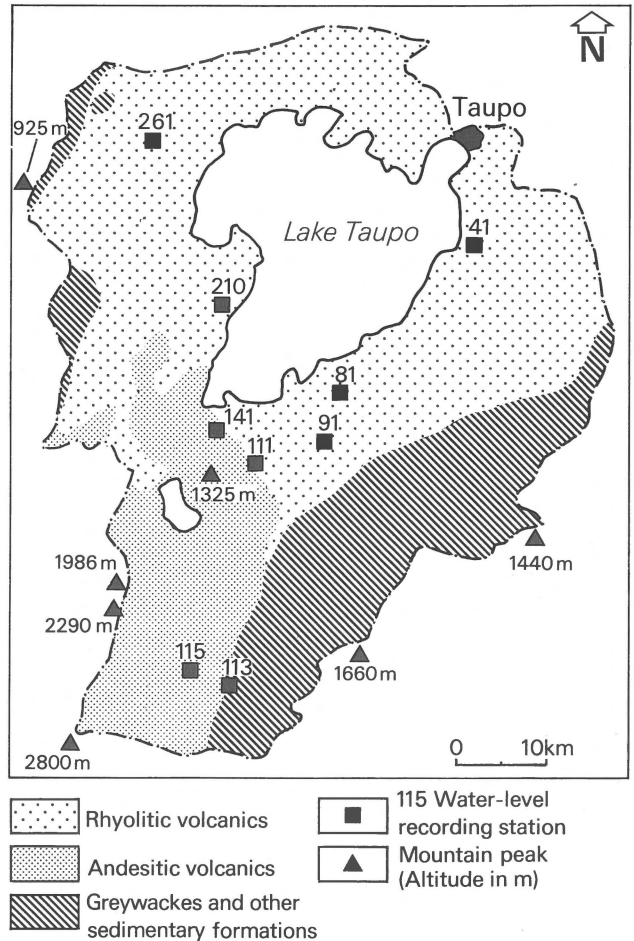 N
Taupo
925 m
261
41
Lake Taupo
210
81
141
91
111
1325 m
1440 m
1986 m
2290 m
115
113
1660 m
0 10km
2800 m
Rhyolitic volcanics
Andesitic volcanics
Greywackes and other
sedimentary formations
115 Water-level
recording station
Mountain peak
(Altitude in m)